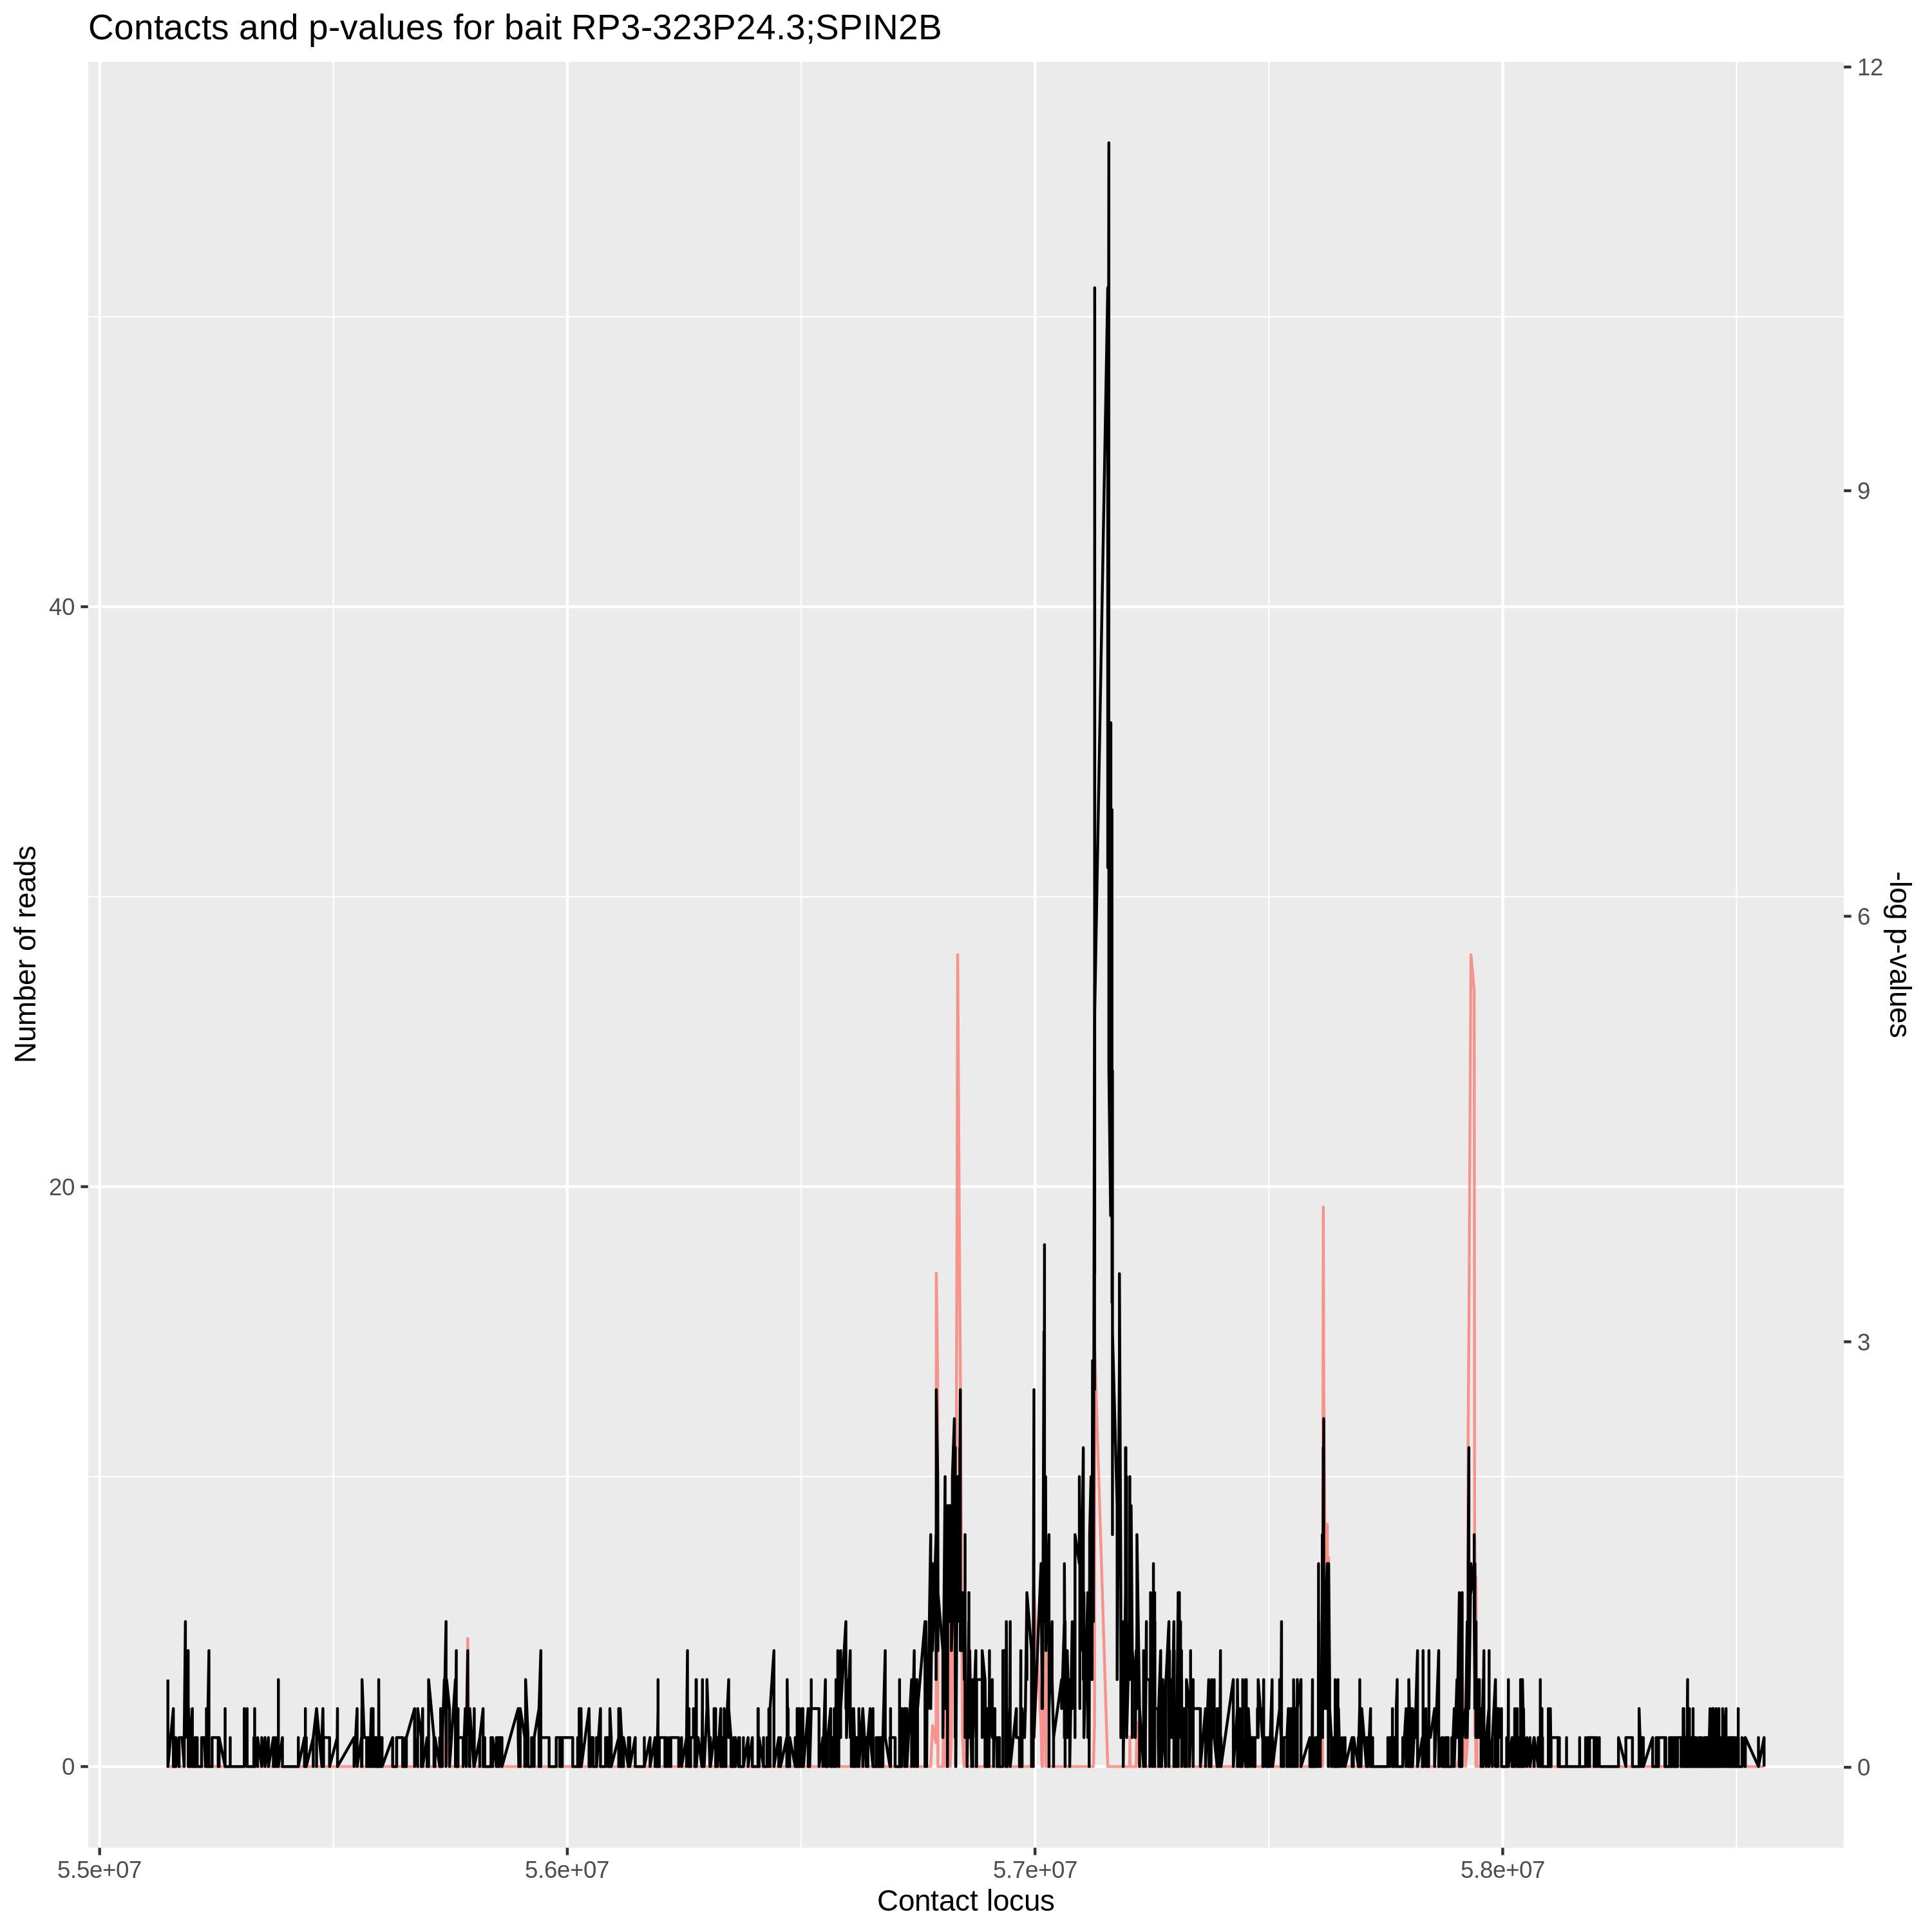 Contacts and p-values for bait RP3-323P24.3;SPIN2B
12
9
6
3
0
-log p-values
40
20
0
Number of reads
5.5e+07
5.6e+07
5.7e+07
5.8e+07
Contact locus